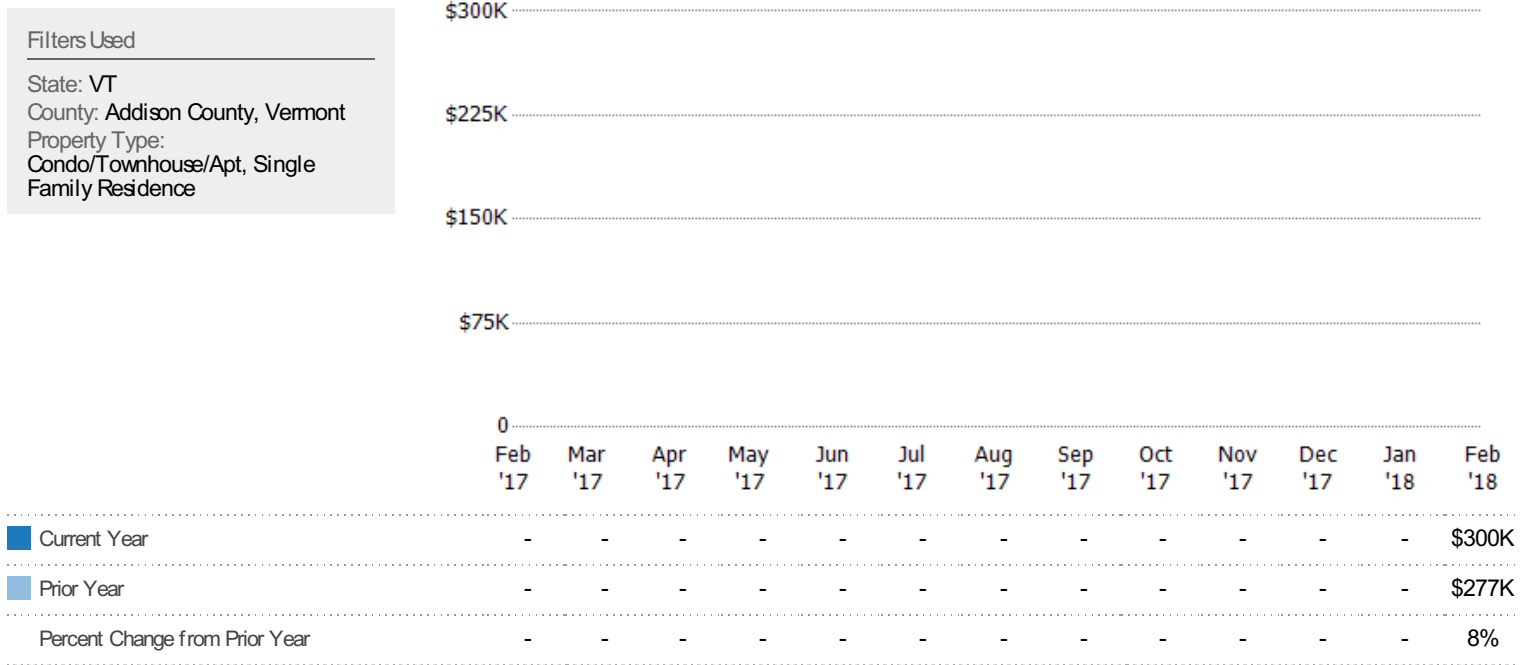 Filters Used
State: VT
County: Addison County, Vermont
Property Type:
Condo/Townhouse/Apt, Single
Family Residence
$300K
$225K
$150K
$75K
0
Feb Mar Apr May Jun Jul Aug Sep Oct Nov Dec Jan Feb
'17 '17 '17 '17 '17 '17 '17 '17 '17 '17 '17 '18 '18
Current Year - - - - - - - - - - - - $300K
Prior Year - - - - - - - - - - - - $277K
Percent Change from Prior Year - - - - - - - - - - - - 8%